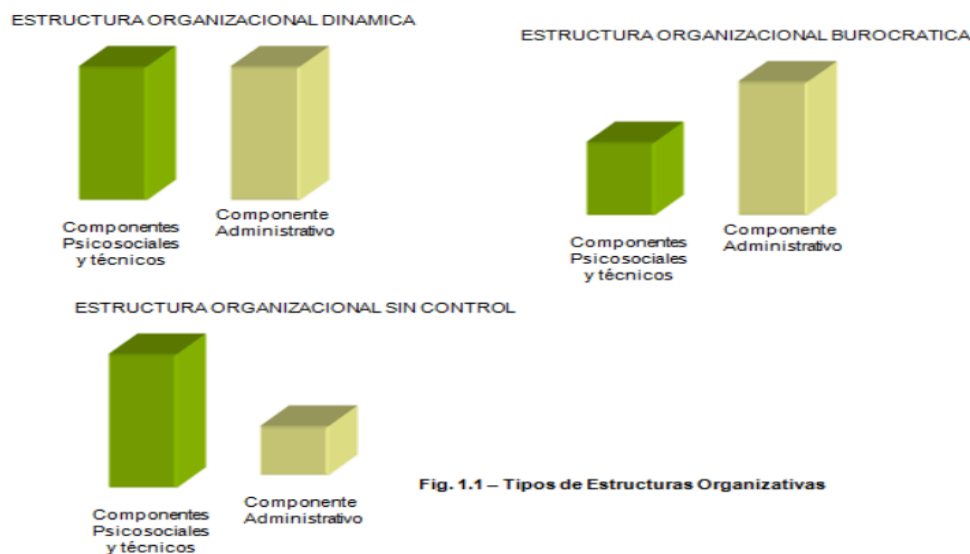 ESTRUCTURA ORGANIZACIONAL DINAMICA
Componentes
Psicosociales
y técnicos
Componente
Administrativo
ESTRUCTURA ORGANIZACIONAL BUROCRATICA
Componentes
Psicosociales
y técnicos
Componente
Administrativo
ESTRUCTURA ORGANIZACIONAL SIN CONTROL
Componentes
Psicosociales
y técnicos
Componente
Administrativo
Fig. 1.1 – Tipos de Estructuras Organizativas